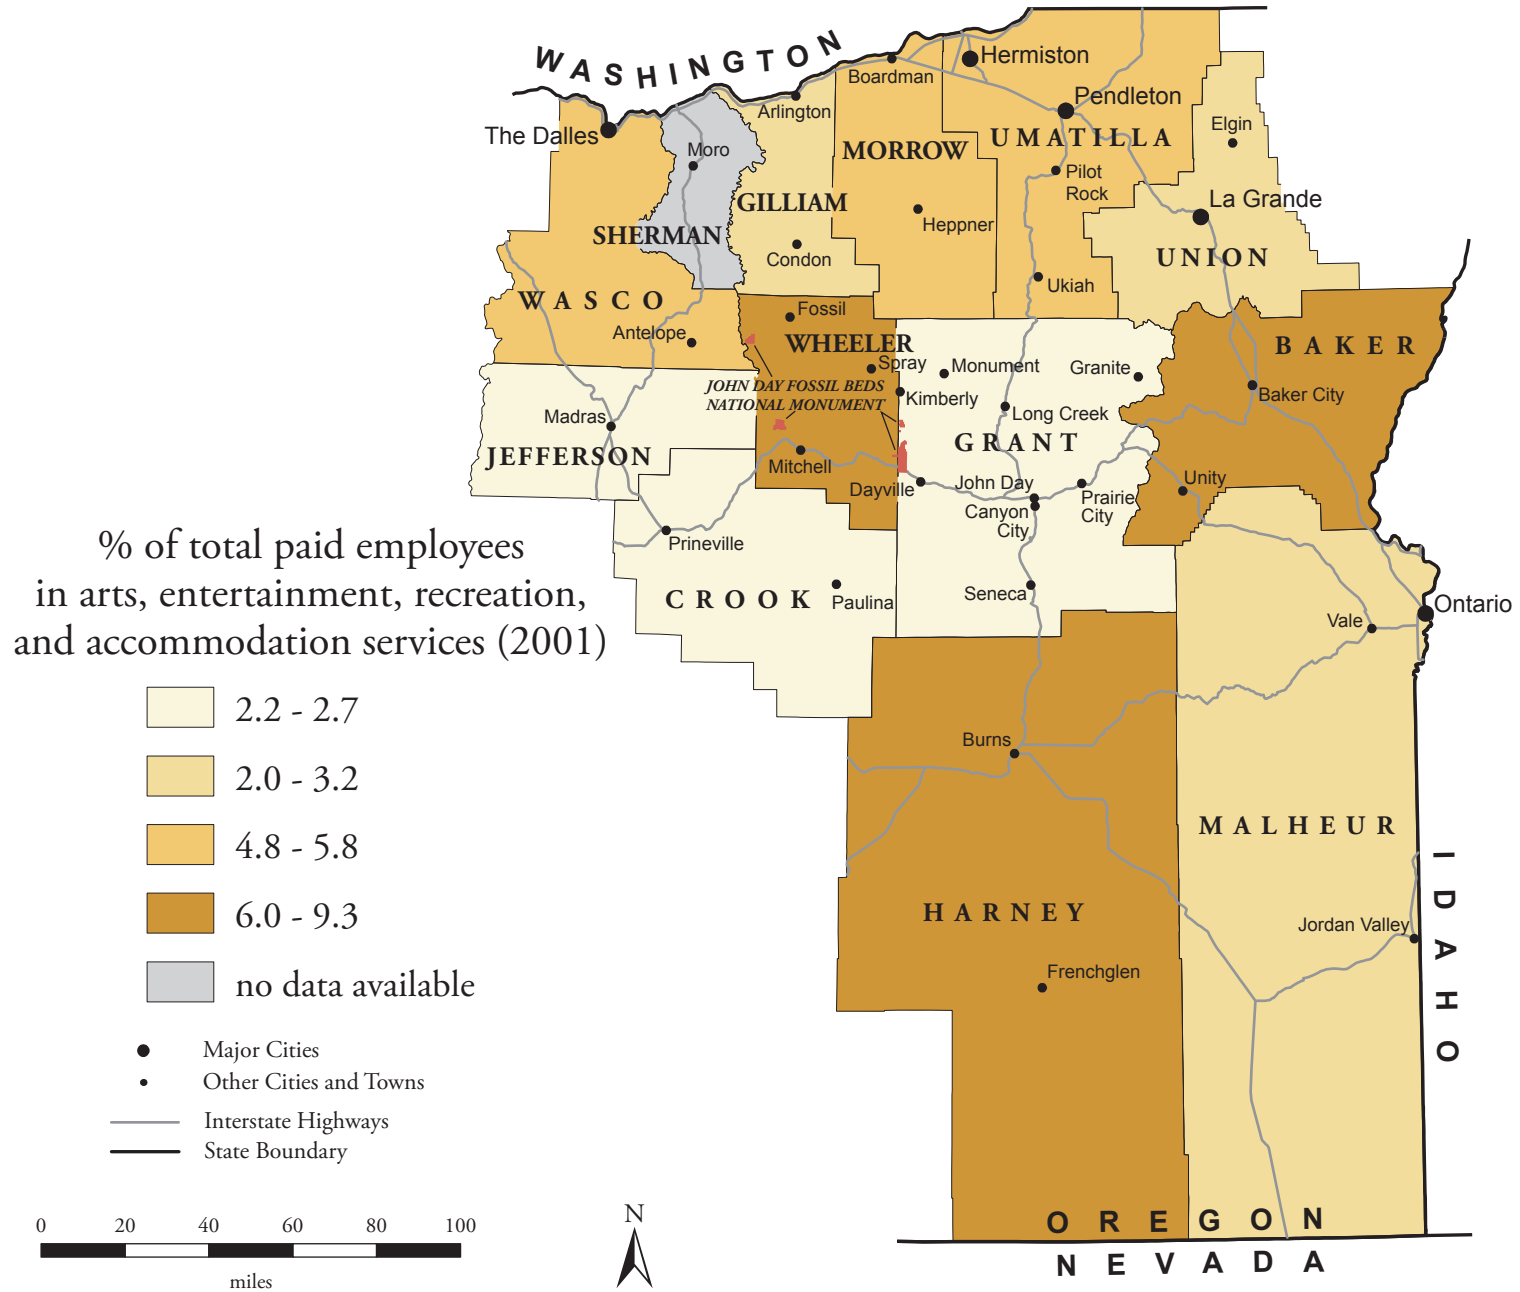 WASHINGTON
Hermiston
Boardman
Pendleton
Arlington
The Dalles
Elgin
UMATILLA
Moro
MORROW
Pilot
Rock
La Grande
GILLIAM
Heppner
SHERMAN
Condon
UNION
Ukiah
WASCO
Fossil
Antelope
WHEELER
BAKER
Spray
Monument
Granite
JOHN DAY FOSSIL BEDS
NATIONAL MONUMENT
Kimberly
Baker City
Long Creek
Madras
GRANT
JEFFERSON
Mitchell
Unity
Dayville
John Day
Canyon
City
Prairie
City
Prineville
Seneca
CROOK
Paulina
Ontario
Vale
% of total paid employees
in arts, entertainment, recreation,
and accommodation services (2001)
2.2 - 2.7
2.0 - 3.2
4.8 - 5.8
6.0 - 9.3
no data available
Major Cities
Other Cities and Towns
Interstate Highways
State Boundary
Burns
MALHEUR
IDAHO
HARNEY
Jordan Valley
Frenchglen
OREGON
NEVADA
0 20 40 60 80 100
miles
N